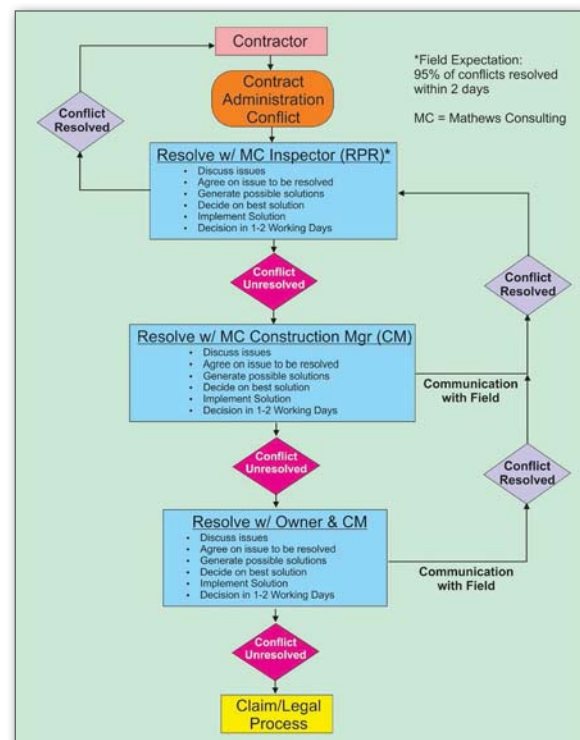 Contractor
*Field Expectation:
95% of conflicts resolved
within 2 days
MC = Mathews Consulting
Contract
Administration
Conflict
Conflict
Resolved
Resolve w/ MC Inspector (RPR)*
• Discuss issues
• Agree on issue to be resolved
• Generate possible solutions
• Decide on best solution
• Implement Solution
• Decision in 1-2 Working Days
Conflict
Unresolved
Conflict
Resolved
Resolve w/ MC Construction Mgr (CM)
• Discuss issues
• Agree on issue to be resolved
• Generate possible solutions
• Decide on best solution
• Implement Solution
• Decision in 1-2 Working Days
Communication
with Field
Conflict
Unresolved
Conflict
Resolved
Resolve w/ Owner & CM
• Discuss issues
• Agree on issue to be resolved
• Generate possible solutions
• Decide on best solution
• Implement Solution
• Decision in 1-2 Working Days
Communication
with Field
Conflict
Unresolved
Claim/Legal
Process